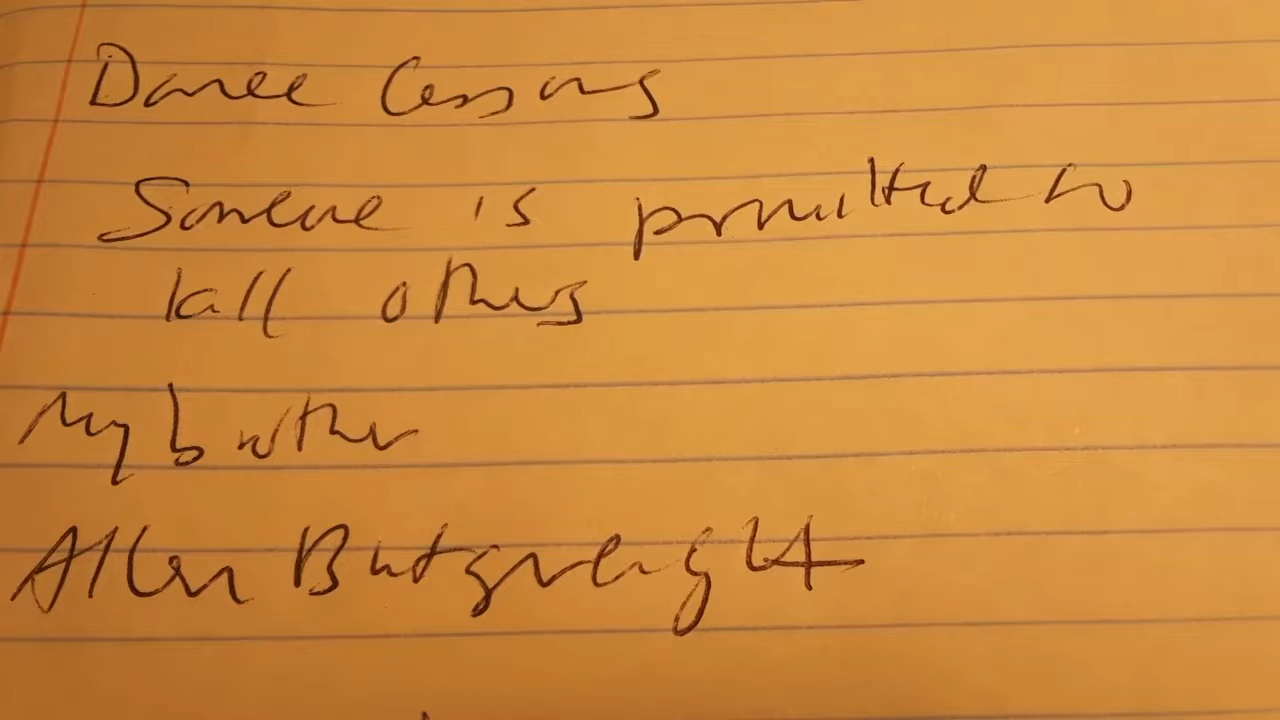 Dance Lessons
Someone is permitted to
kill others
My brother
Allen